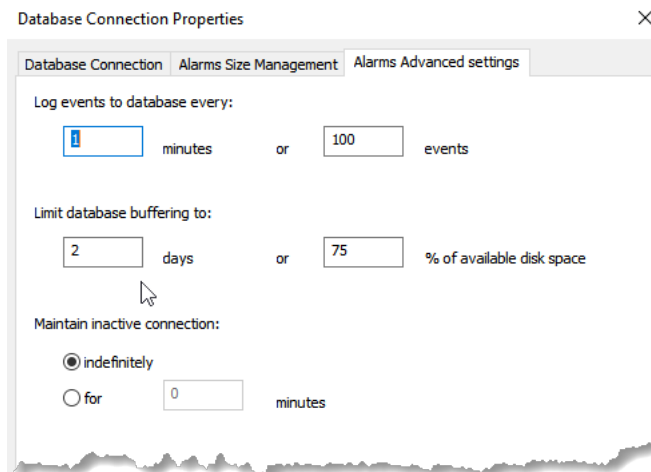 Database Connection Properties
Database Connection Alarms Size Management Alarms Advanced settings
Log events to database every:
1 minutes or 100 events
Limit database buffering to:
2 days or 75 % of available disk space
Maintain inactive connection:
indefinitely
for 0 minutes